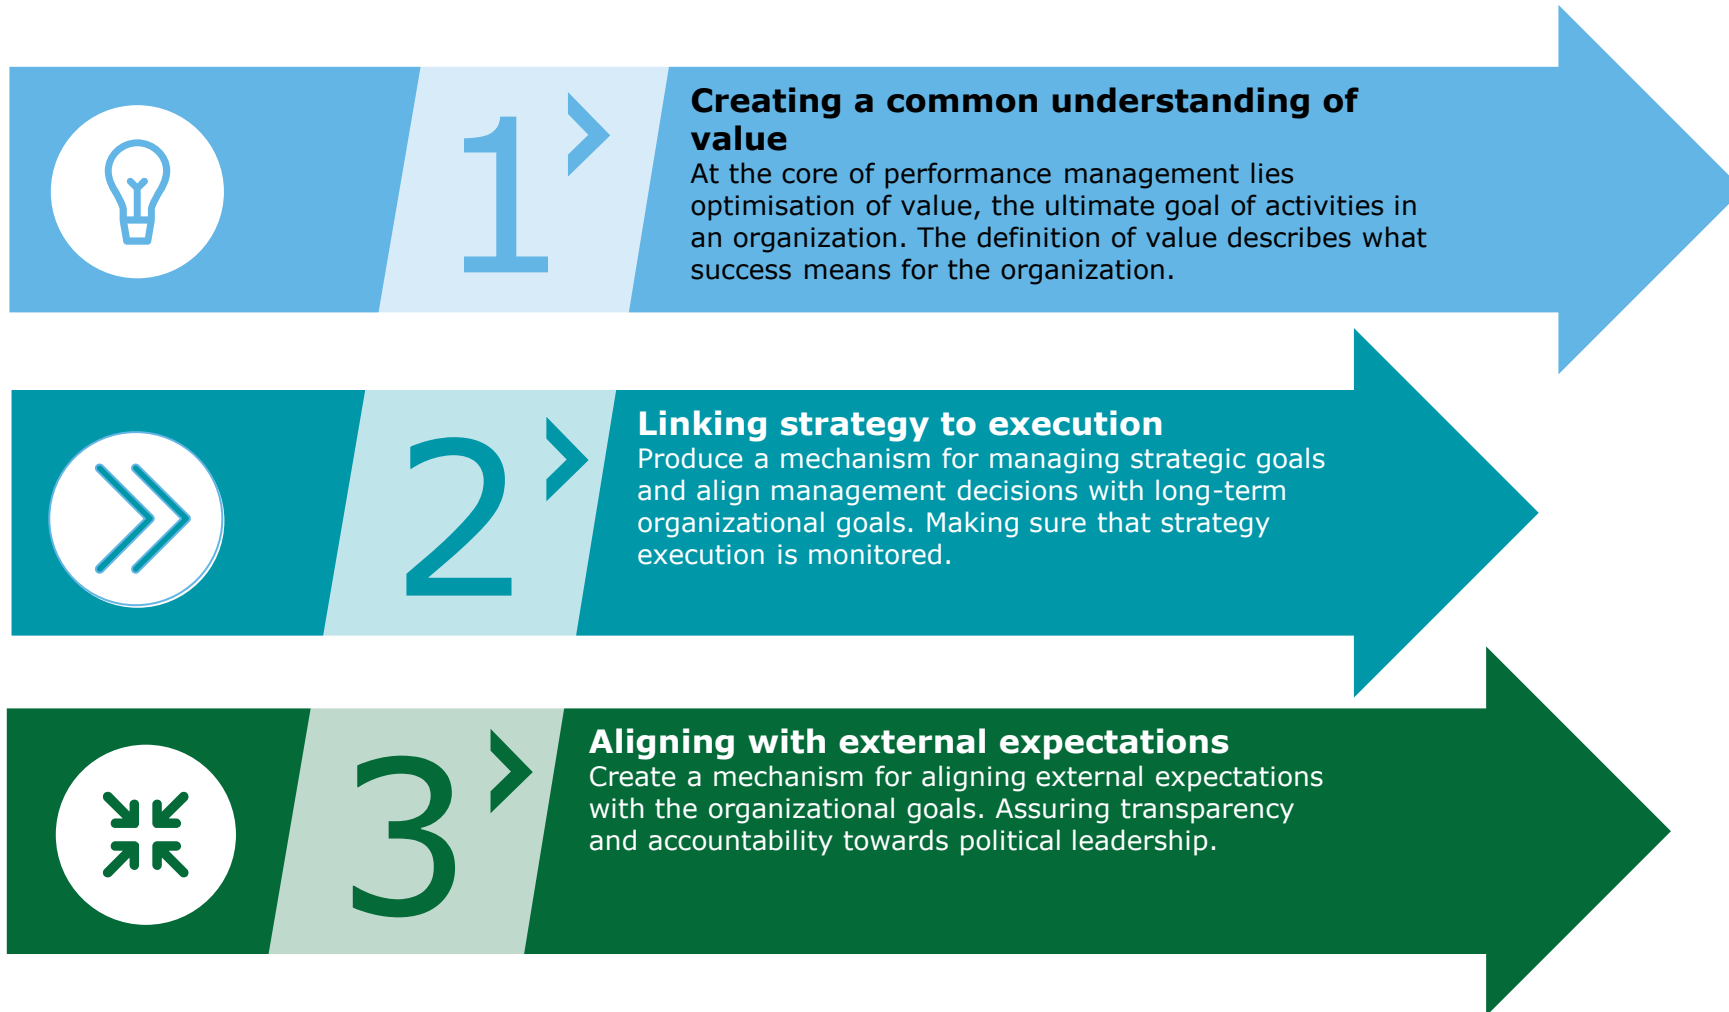 1
Creating a common understanding of
value
At the core of performance management lies
optimisation of value, the ultimate goal of activities in
an organization. The definition of value describes what
success means for the organization.
2
Linking strategy to execution
Produce a mechanism for managing strategic goals
and align management decisions with long-term
organizational goals. Making sure that strategy
execution is monitored.
3
Aligning with external expectations
Create a mechanism for aligning external expectations
with the organizational goals. Assuring transparency
and accountability towards political leadership.